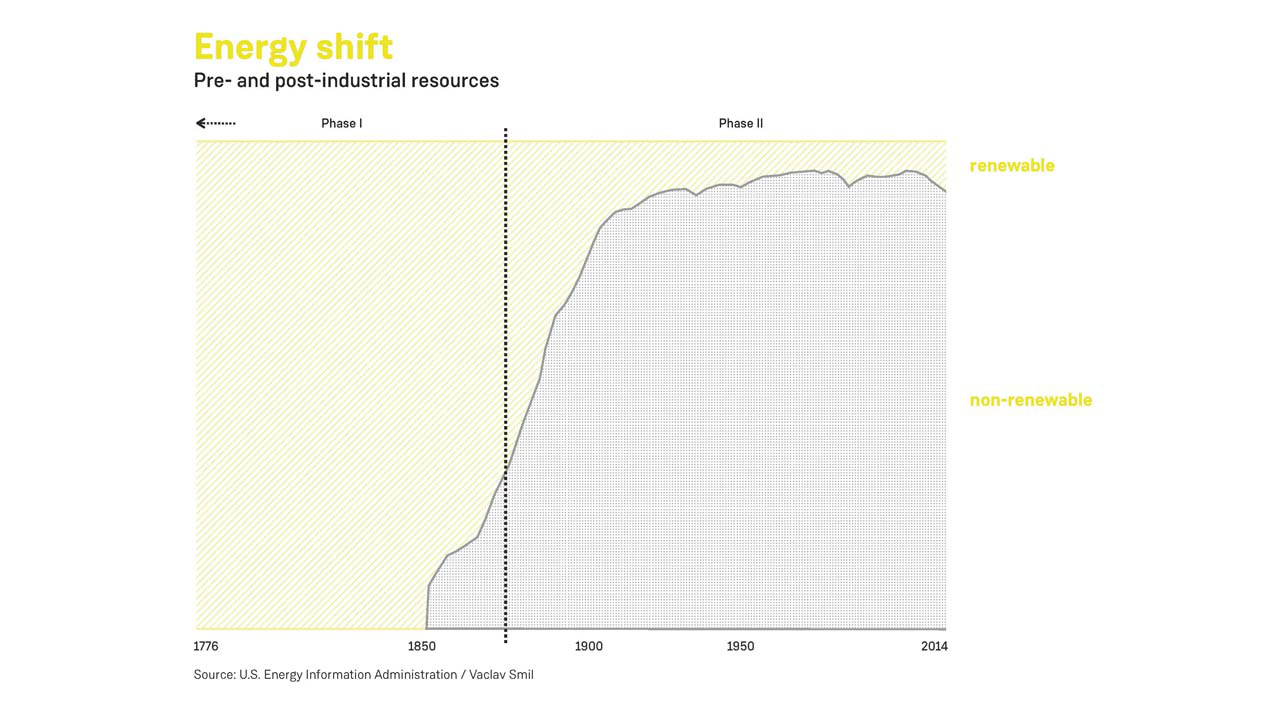 Energy shift
Pre- and post-industrial resources
Phase I
Phase II
renewable
non-renewable
1776
1850
1900
1950
2014
Source: U.S. Energy Information Administration / Vaclav Smil